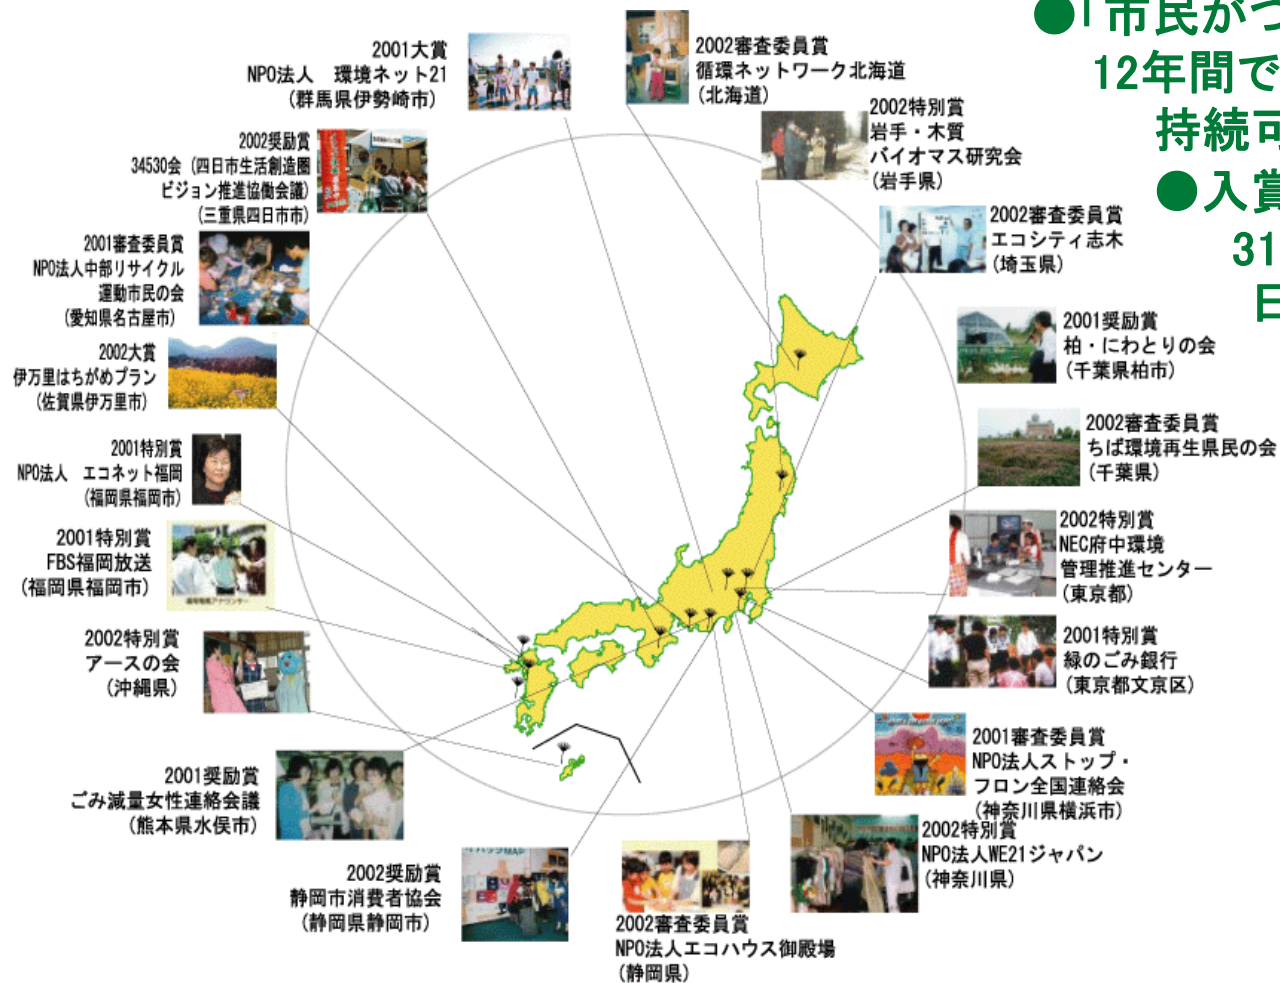 ●「市民がつ
12年間で
持続可
●入賞
31
日
2001大賞
NPO法人　環境ネット21
(群馬県伊勢崎市)
2002審査委員賞
循環ネットワーク北海道
(北海道)
2002特別賞
岩手・木質
バイオマス研究会
(岩手県)
2002奨励賞
34530会 (四日市生活創造圏
ビジョン推進協働会議)
(三重県四日市市)
2002審査委員賞
エコシティ志木
(埼玉県)
2001審査委員賞
NPO法人中部リサイクル
運動市民の会
(愛知県名古屋市)
2001奨励賞
柏・にわとりの会
(千葉県柏市)
2002大賞
伊万里はちがめプラン
(佐賀県伊万里市)
2002審査委員賞
ちば環境再生県民の会
(千葉県)
2001特別賞
NPO法人　エコネット福岡
(福岡県福岡市)
2002特別賞
NEC府中環境
管理推進センター
(東京都)
2001特別賞
FBS福岡放送
(福岡県福岡市)
2001特別賞
緑のごみ銀行
(東京都文京区)
2002特別賞
アースの会
(沖縄県)
2001審査委員賞
NPO法人ストップ・
フロン全国連絡会
(神奈川県横浜市)
2001奨励賞
ごみ減量女性連絡会議
(熊本県水俣市)
2002特別賞
NPO法人WE21ジャパン
(神奈川県)
2002奨励賞
静岡市消費者協会
(静岡県静岡市)
2002審査委員賞
NPO法人エコハウス御殿場
(静岡県)